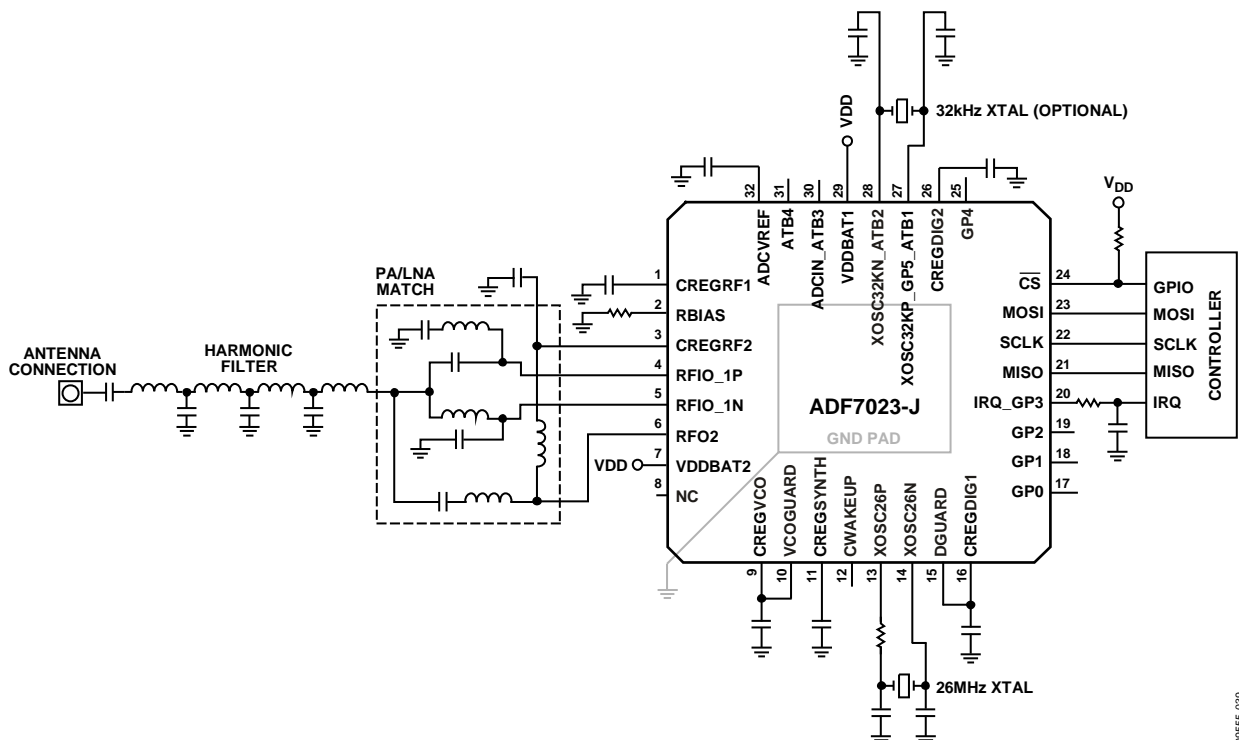 32kHz XTAL (OPTIONAL)
VDD
32
31
30
29
28
27
26
25
ADCVREF
ATB4
ADCIN_ATB3
VDDBAT1
XOSC32KN_ATB2
XOSC32KP_GP5_ATB1
CREGDIG2
GP4
VDD
PA/LNA
MATCH
ANTENNA
CONNECTION
HARMONIC
FILTER
1 CREGRF1
2 RBIAS
3 CREGRF2
4 RFIO_1P
5 RFIO_1N
6 RFO2
VDD 7 VDDBAT2
8 NC
ADF7023-J
GND PAD
CS 24 GPIO
MOSI 23 MOSI
SCLK 22 SCLK
MISO 21 MISO
IRQ_GP3 20 IRQ
GP2 19
GP1 18
GP0 17
CONTROLLER
CREGVCO
VCOGUARD
CREGSYNTH
CWAKEUP
XOSC26P
XOSC26N
DGUARD
CREGDIG1
9
10
11
12
13
14
15
16
26MHz XTAL